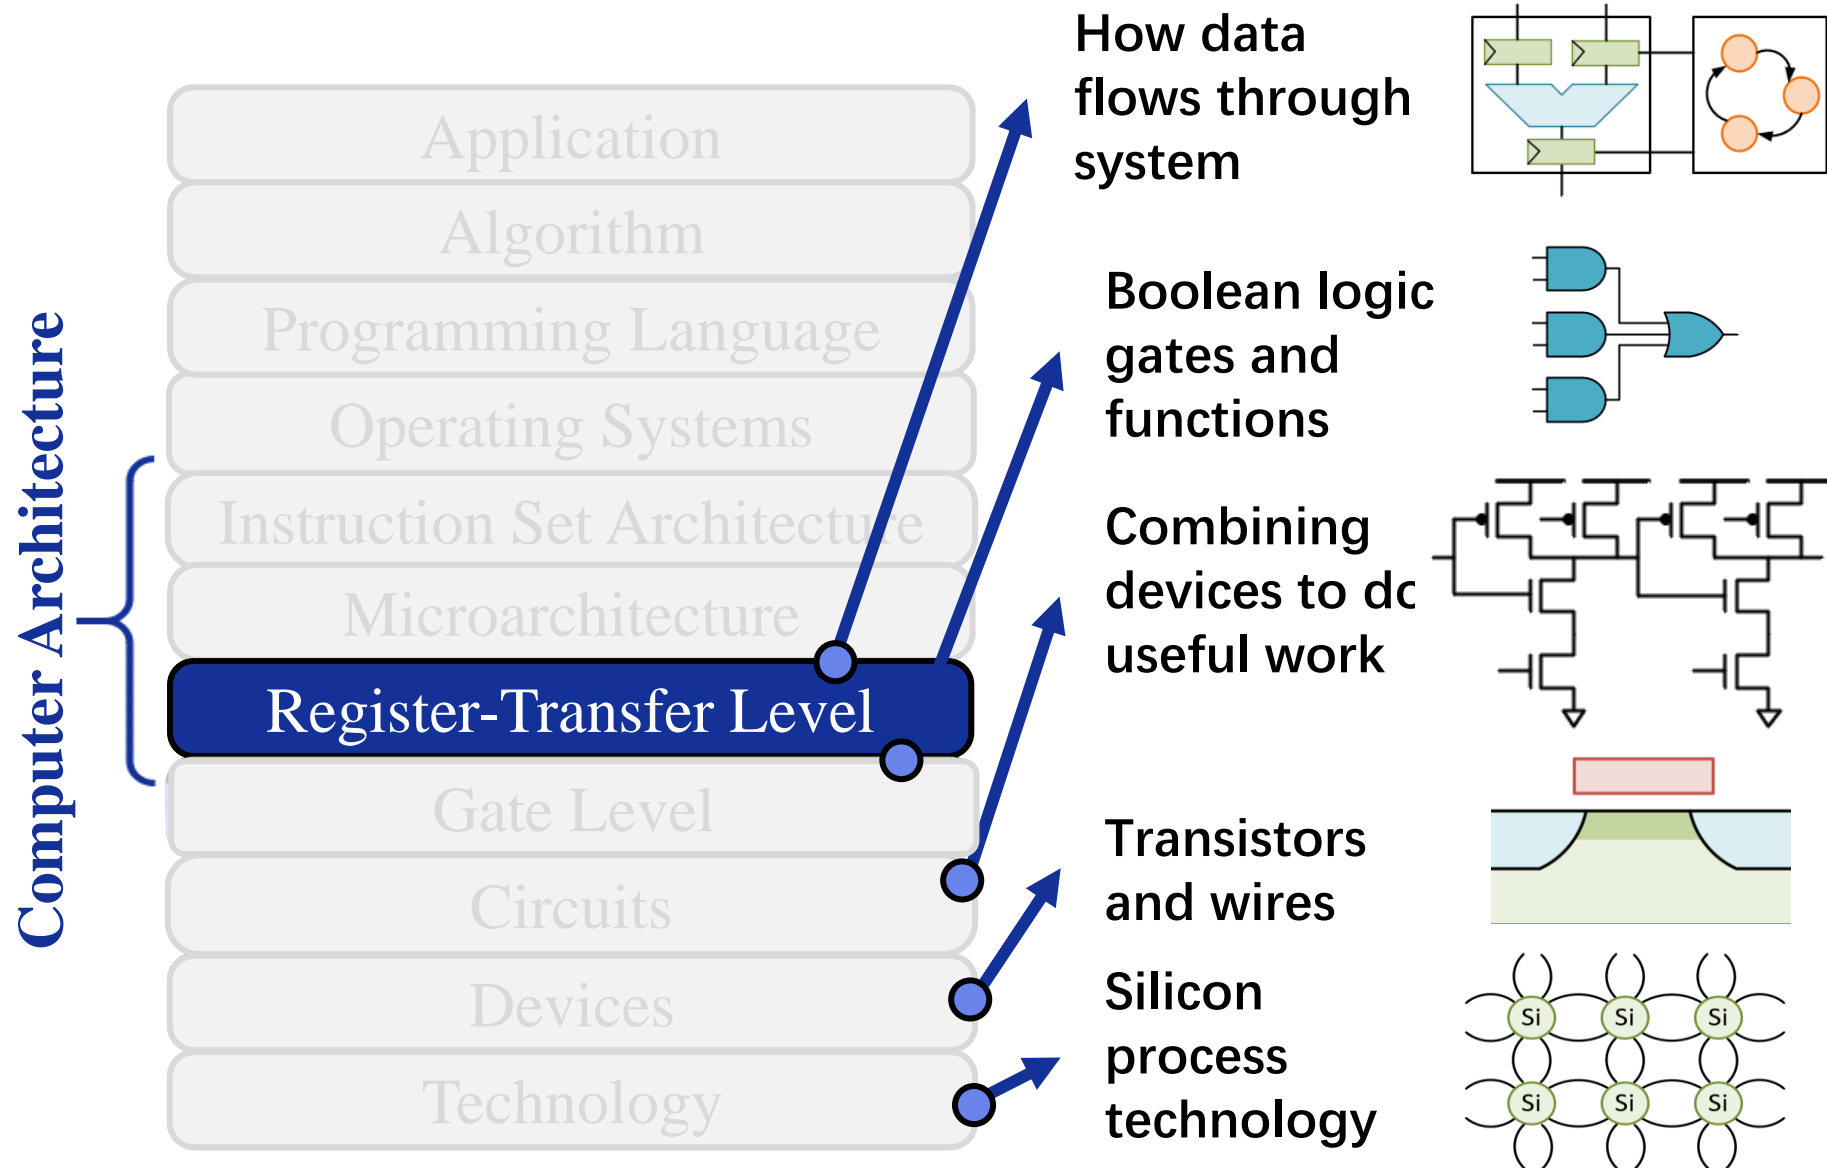 Computer Architecture
Application
Algorithm
Programming Language
Operating Systems
Instruction Set Architecture
Microarchitecture
Register-Transfer Level
Gate Level
Circuits
Devices
Technology
How data
flows through
system
Boolean logic
gates and
functions
Combining
devices to do
useful work
Transistors
and wires
Silicon
process
technology
Si Si Si
Si Si Si